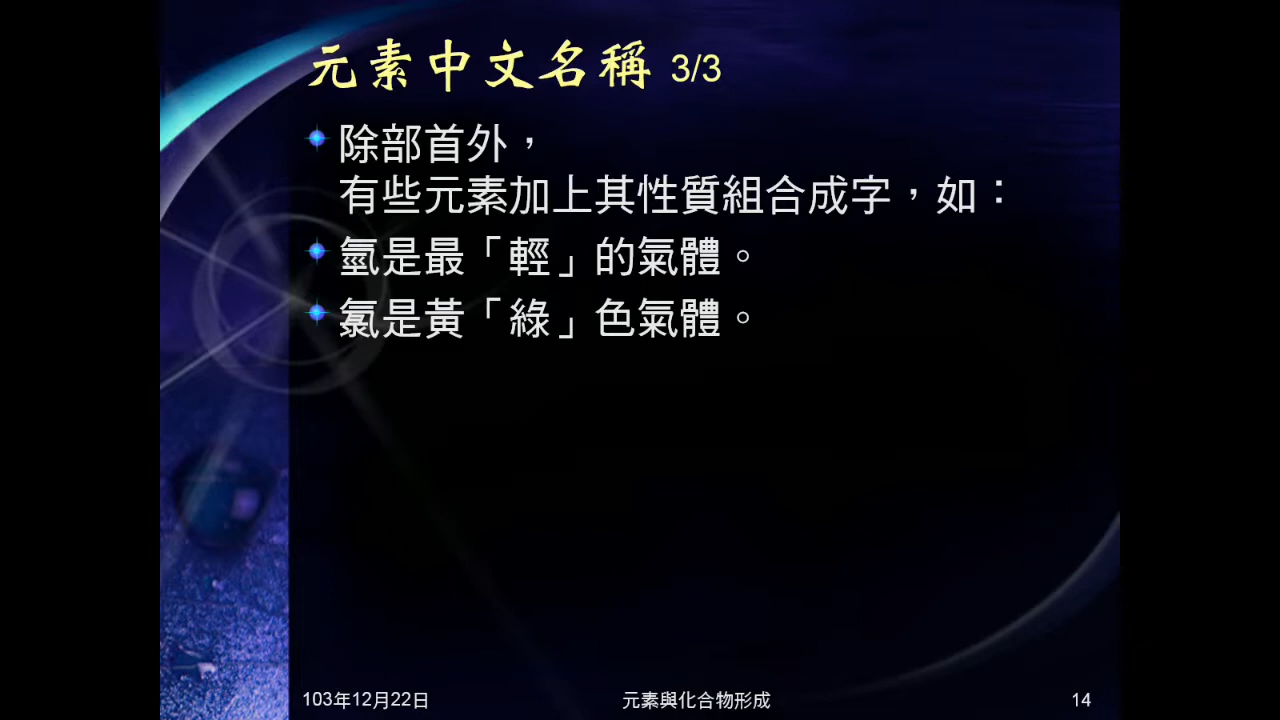 元素中文名稱 3/3
除部首外，
有些元素加上其性質組合成字，如：
氫是最「輕」的氣體。
氯是黃「綠」色氣體。
103年12月22日
元素與化合物形成
14